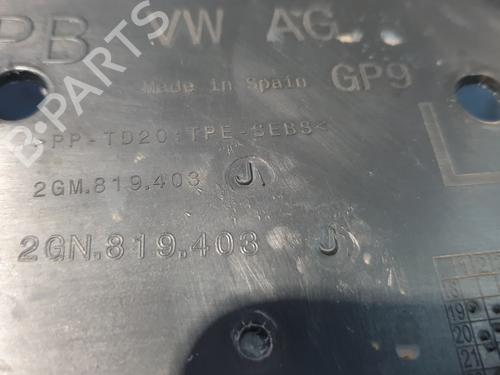 PB VW AG
Made in Spain GP9
>PP-TD20+TPE-SEBS<
2GM.819.403 J
2GN.819.403 J
L
19
20
21
B-PARTS